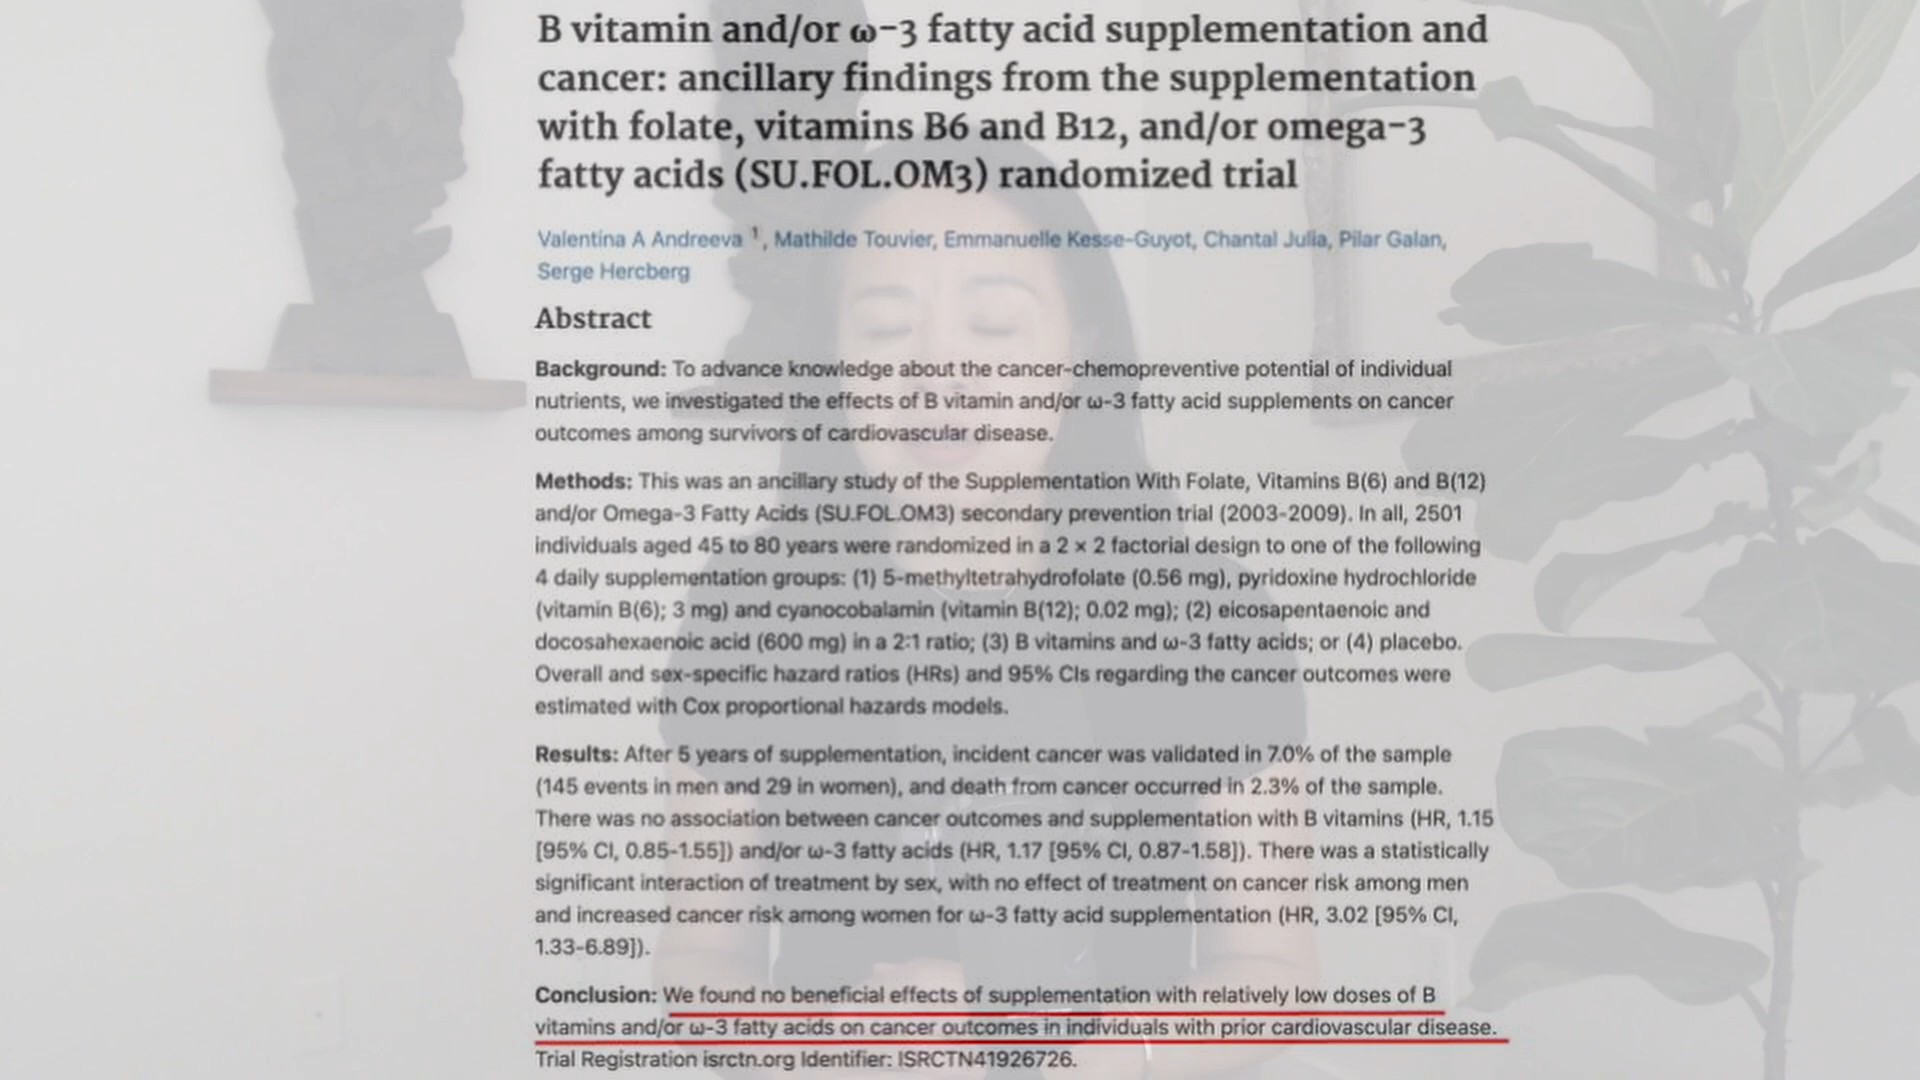 B vitamin and/or ω-3 fatty acid supplementation and
cancer: ancillary findings from the supplementation
with folate, vitamins B6 and B12, and/or omega-3
fatty acids (SU.FOL.OM3) randomized trial
Valentina A Andreeva 1, Mathilde Touvier, Emmanuelle Kesse-Guyot, Chantal Julia, Pilar Galan,
Serge Hercberg
Abstract
Background: To advance knowledge about the cancer-chemopreventive potential of individual
nutrients, we investigated the effects of B vitamin and/or ω-3 fatty acid supplements on cancer
outcomes among survivors of cardiovascular disease.
Methods: This was an ancillary study of the Supplementation With Folate, Vitamins B(6) and B(12)
and/or Omega-3 Fatty Acids (SU.FOL.OM3) secondary prevention trial (2003-2009). In all, 2501
individuals aged 45 to 80 years were randomized in a 2 × 2 factorial design to one of the following
4 daily supplementation groups: (1) 5-methyltetrahydrofolate (0.56 mg), pyridoxine hydrochloride
(vitamin B(6); 3 mg) and cyanocobalamin (vitamin B(12); 0.02 mg); (2) eicosapentaenoic and
docosahexaenoic acid (600 mg) in a 2:1 ratio; (3) B vitamins and ω-3 fatty acids; or (4) placebo.
Overall and sex-specific hazard ratios (HRs) and 95% CIs regarding the cancer outcomes were
estimated with Cox proportional hazards models.
Results: After 5 years of supplementation, incident cancer was validated in 7.0% of the sample
(145 events in men and 29 in women), and death from cancer occurred in 2.3% of the sample.
There was no association between cancer outcomes and supplementation with B vitamins (HR, 1.15
[95% CI, 0.85-1.55]) and/or ω-3 fatty acids (HR, 1.17 [95% CI, 0.87-1.58]). There was a statistically
significant interaction of treatment by sex, with no effect of treatment on cancer risk among men
and increased cancer risk among women for ω-3 fatty acid supplementation (HR, 3.02 [95% CI,
1.33-6.89]).
Conclusion: We found no beneficial effects of supplementation with relatively low doses of B
vitamins and/or ω-3 fatty acids on cancer outcomes in individuals with prior cardiovascular disease.
Trial Registration isrctn.org Identifier: ISRCTN41926726.